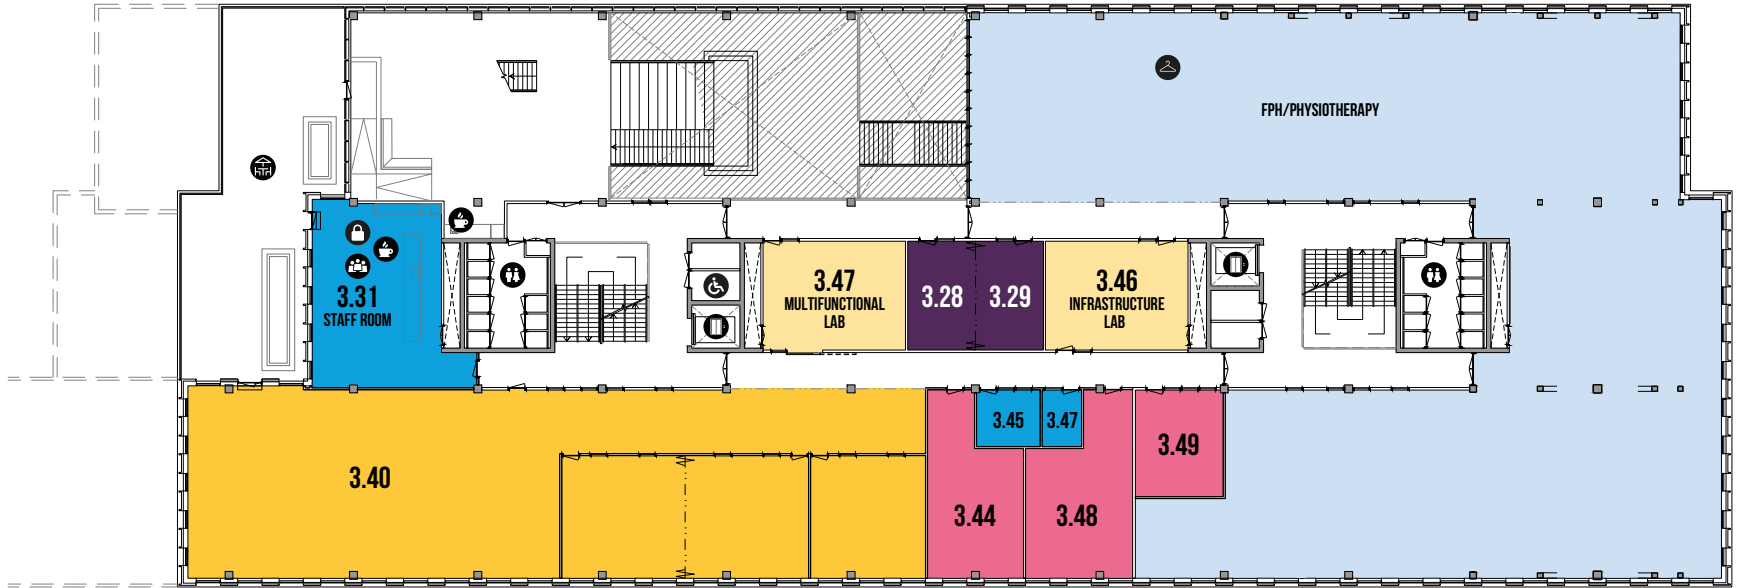 FPH/PHYSIOTHERAPY
3.31
STAFF ROOM
3.47
MULTIFUNCTIONAL
LAB
3.28
3.29
3.46
INFRASTRUCTURE
LAB
3.45
3.47
3.49
3.40
3.44
3.48